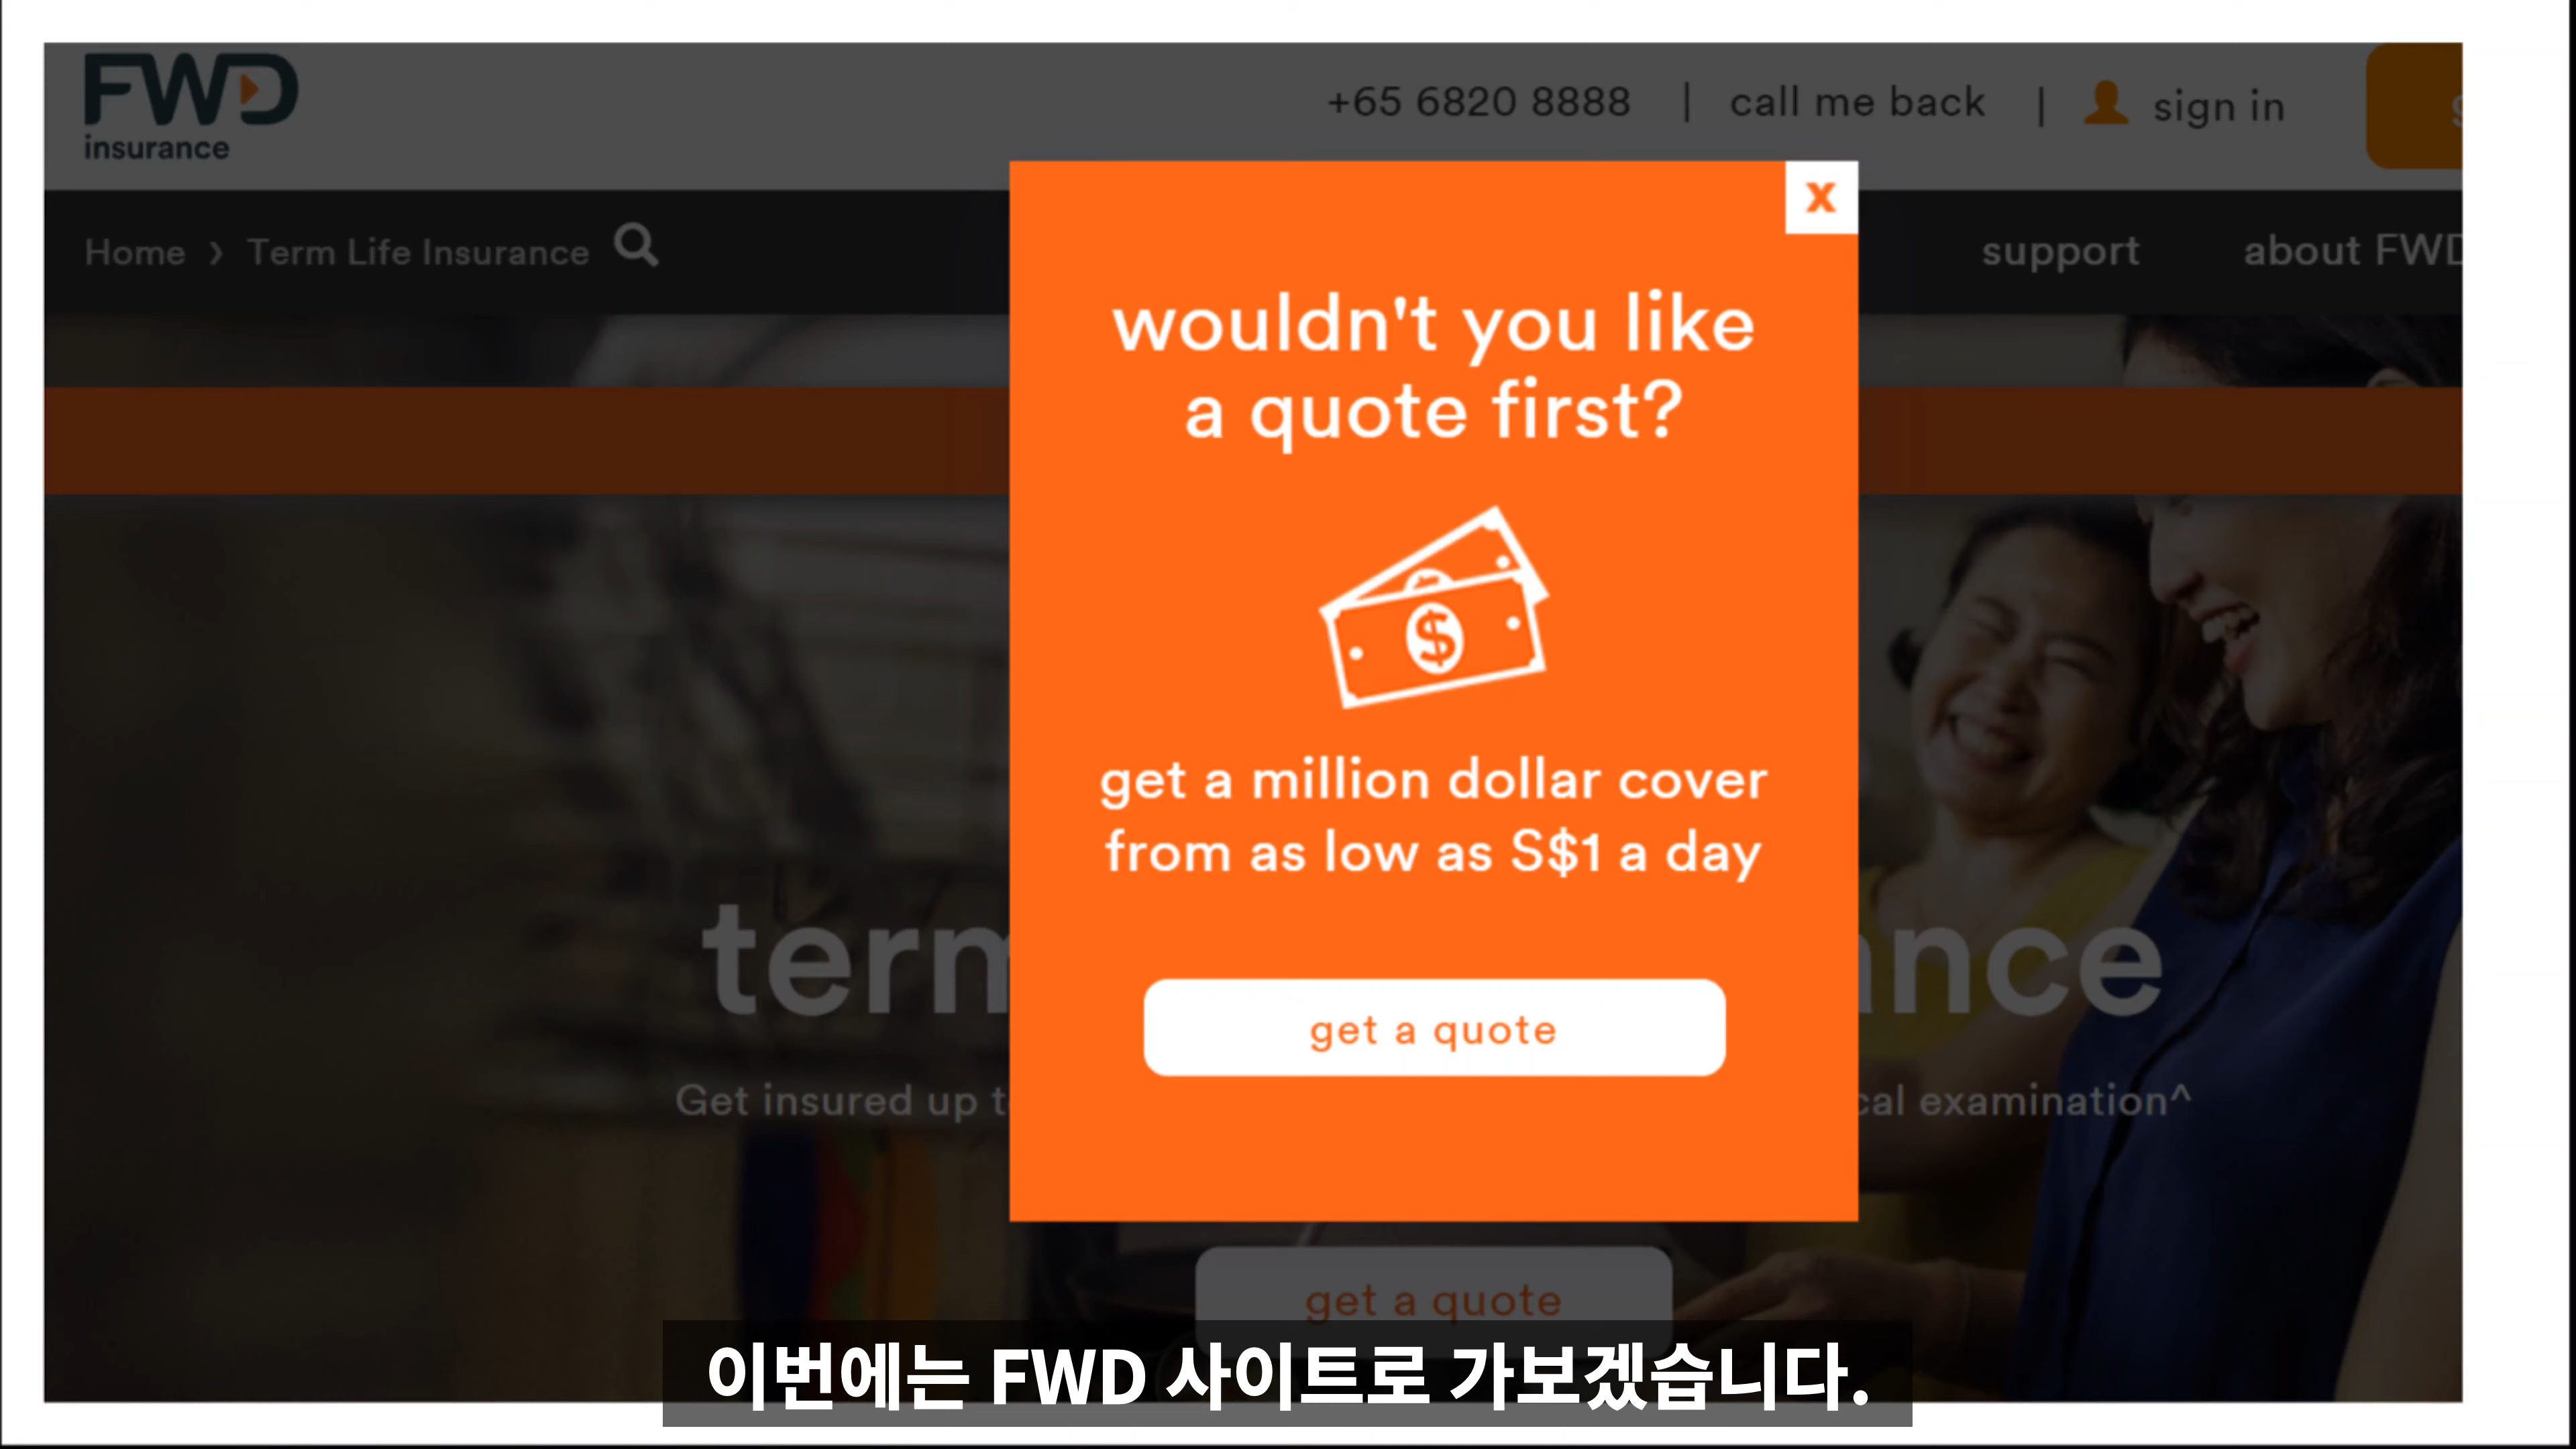 FWD
insurance
+65 6820 8888 | call me back | sign in
Home › Term Life Insurance
support about FWD
x
wouldn't you like
a quote first?
$
get a million dollar cover
from as low as S$1 a day
get a quote
term
Get insured up
examination^
get a quote
이번에는 FWD 사이트로 가보겠습니다.